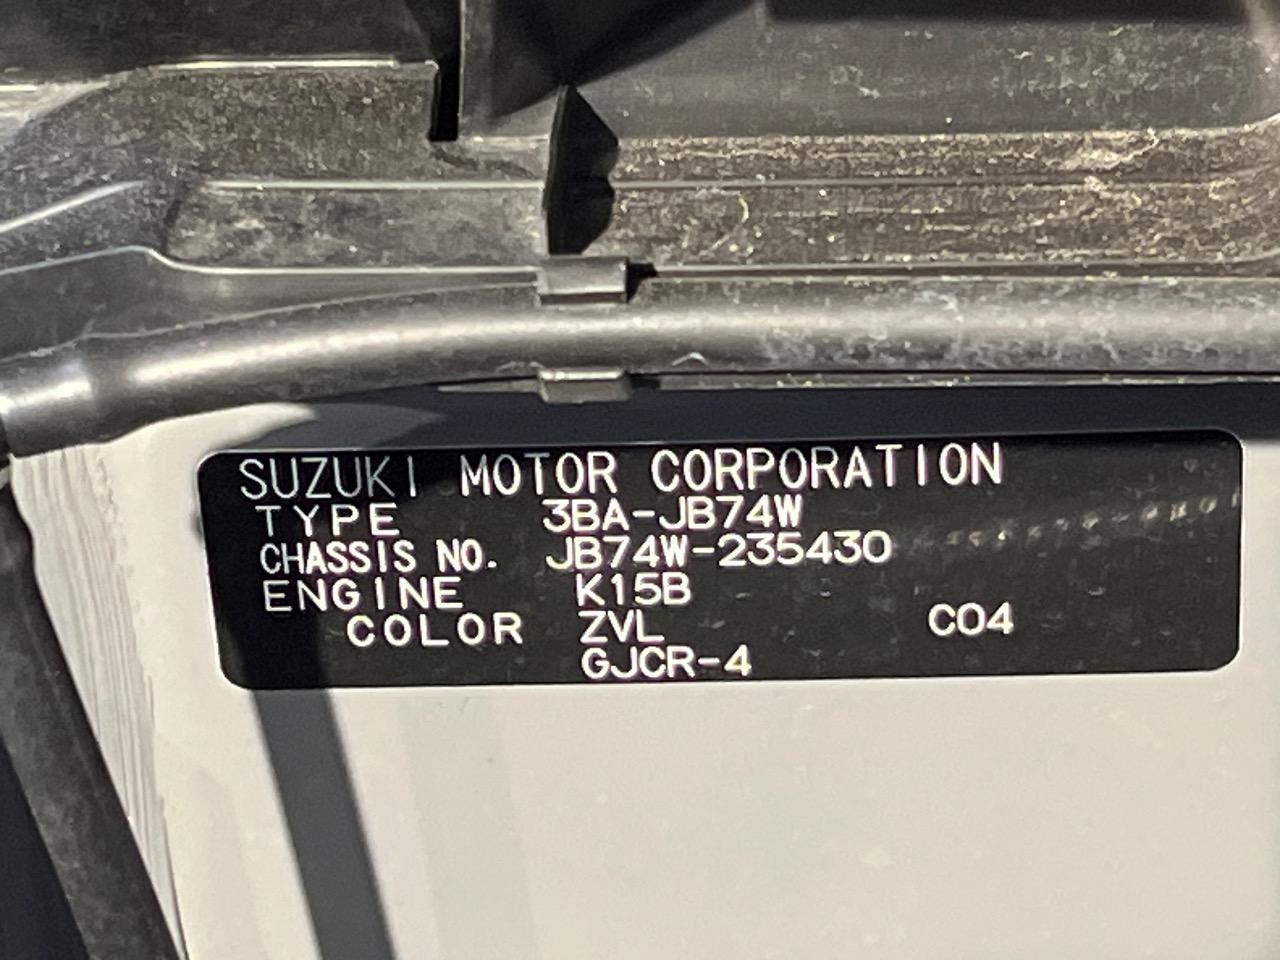 SUZUKI MOTOR CORPORATION
TYPE 3BA-JB74W
CHASSIS NO. JB74W-235430
ENGINE K15B
COLOR ZVL C04
GJCR-4